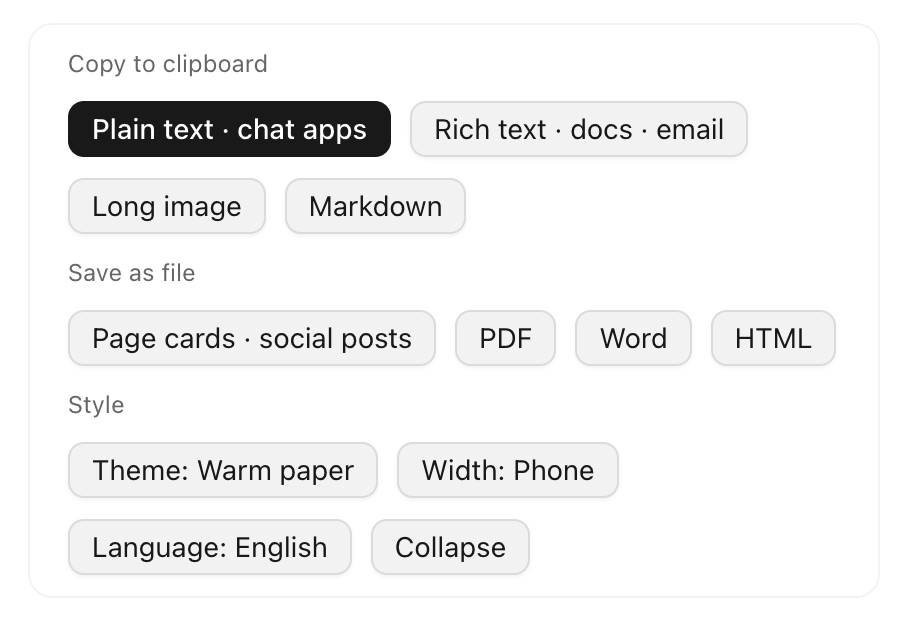 Copy to clipboard
Plain text · chat apps Rich text · docs · email
Long image Markdown
Save as file
Page cards · social posts PDF Word HTML
Style
Theme: Warm paper Width: Phone
Language: English Collapse